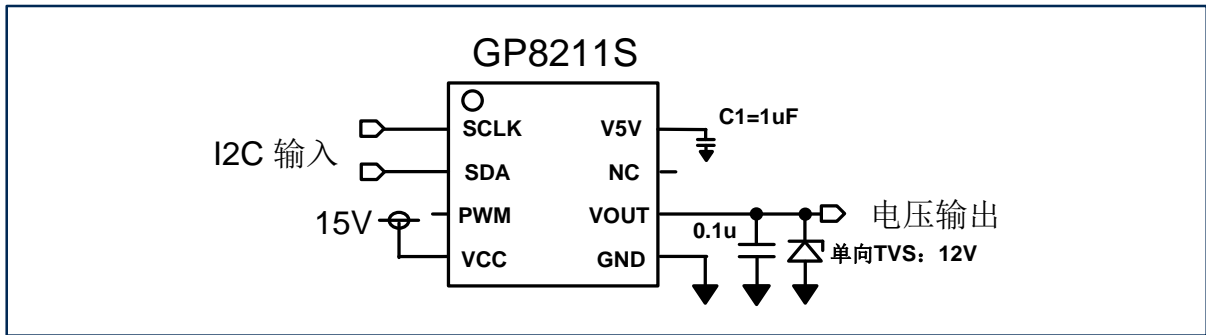 GP8211S
SCLK
V5V
C1=1uF
I2C 输入
SDA
NC
15V
PWM
VOUT
0.1u
电压输出
VCC
GND
单向TVS：12V